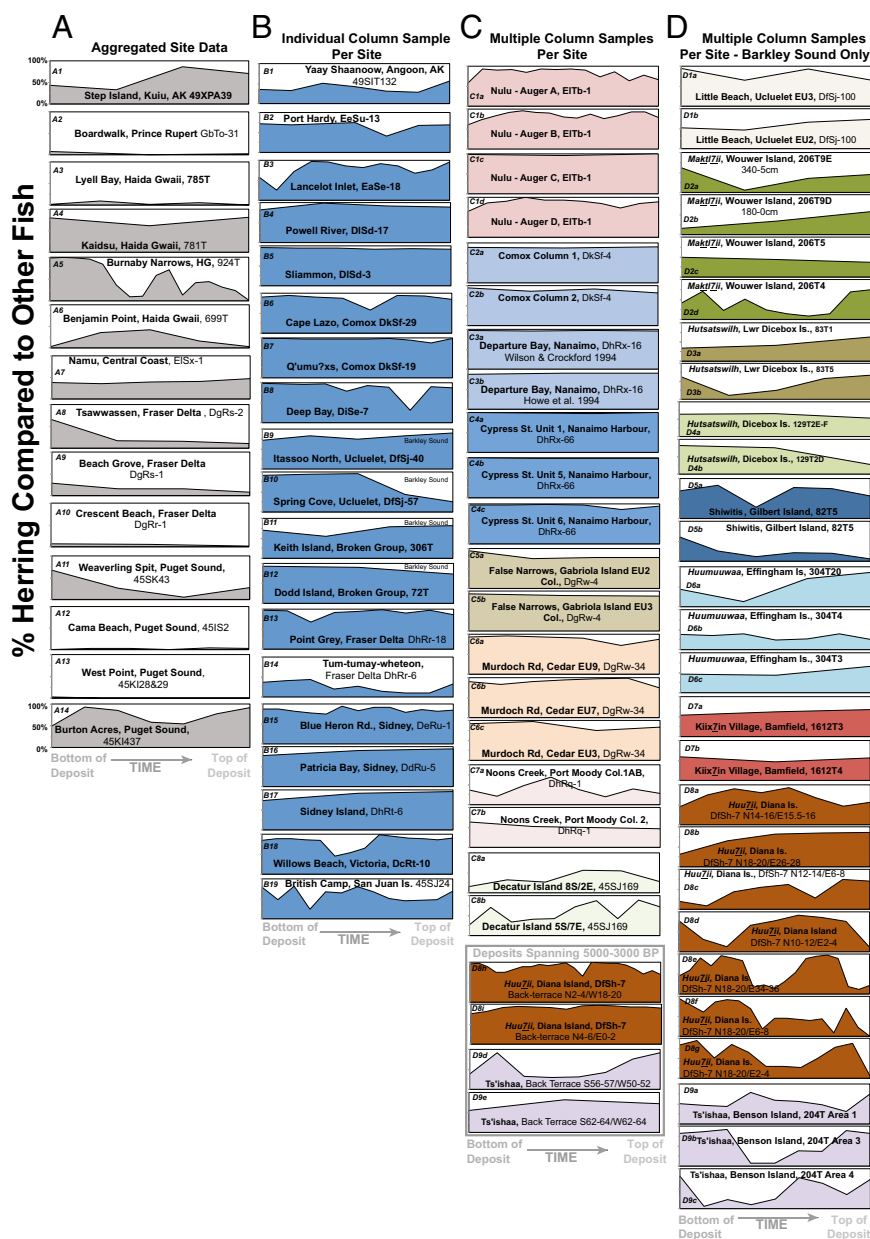 % Herring Compared to Other Fish
A
Aggregated Site Data
100%
50%
0%
A1
Step Island, Kuiu, AK 49XPA39
A2
Boardwalk, Prince Rupert GbTo-31
A3
Lyell Bay, Haida Gwaii, 785T
A4
Kaidsu, Haida Gwaii, 781T
A5
Burnaby Narrows, HG, 924T
A6
Benjamin Point, Haida Gwaii, 699T
Namu, Central Coast, ElSx-1
A7
A8
Tsawwassen, Fraser Delta , DgRs-2
A9
Beach Grove, Fraser Delta
DgRs-1
A10
Crescent Beach, Fraser Delta
DgRr-1
A11
Weaverling Spit, Puget Sound,
45SK43
A12
Cama Beach, Puget Sound, 45IS2
A13
West Point, Puget Sound,
45KI28&29
100%
50%
0%
A14
Burton Acres, Puget Sound,
45KI437
Bottom of
Deposit
TIME
Top of
Deposit
B
Individual Column Sample
Per Site
B1
Yaay Shaanoow, Angoon, AK
49SIT132
B2
Port Hardy, EeSu-13
B3
Lancelot Inlet, EaSe-18
B4
Powell River, DlSd-17
B5
Sliammon, DlSd-3
B6
Cape Lazo, Comox DkSf-29
B7
Q'umu?xs, Comox DkSf-19
B8
Deep Bay, DiSe-7
B9
Barkley Sound
Itassoo North, Ucluelet, DfSj-40
B10
Barkley Sound
Spring Cove, Ucluelet, DfSj-57
B11
Barkley Sound
Keith Island, Broken Group, 306T
B12
Barkley Sound
Dodd Island, Broken Group, 72T
B13
Point Grey, Fraser Delta DhRr-18
B14
Tum-tumay-wheton,
Fraser Delta DhRr-6
B15
Blue Heron Rd., Sidney, DeRu-1
B16
Patricia Bay, Sidney, DdRu-5
B17
Sidney Island, DhRt-6
B18
Willows Beach, Victoria, DcRt-10
B19
British Camp, San Juan Is. 45SJ24
Bottom of
Deposit
TIME
Top of
Deposit
C
Multiple Column Samples
Per Site
C1a
Nulu - Auger A, ElTb-1
C1b
Nulu - Auger B, ElTb-1
C1c
Nulu - Auger C, ElTb-1
C1d
Nulu - Auger D, ElTb-1
C2a
Comox Column 1, DkSf-4
C2b
Comox Column 2, DkSf-4
C3a
Departure Bay, Nanaimo, DhRx-16
Wilson & Crockford 1994
C3b
Departure Bay, Nanaimo, DhRx-16
Howe et al. 1994
C4a
Cypress St. Unit 1, Nanaimo Harbour,
DhRx-66
C4b
Cypress St. Unit 5, Nanaimo Harbour,
DhRx-66
C4c
Cypress St. Unit 6, Nanaimo Harbour,
DhRx-66
C5a
False Narrows, Gabriola Island EU2
Col., DgRw-4
C5b
False Narrows, Gabriola Island EU3
Col., DgRw-4
C6a
Murdoch Rd, Cedar EU9, DgRw-34
C6b
Murdoch Rd, Cedar EU7, DgRw-34
C6c
Murdoch Rd, Cedar EU3, DgRw-34
C7a
Noons Creek, Port Moody Col.1AB,
DhRq-1
C7b
Noons Creek, Port Moody Col. 2,
DhRq-1
C8a
Decatur Island 8S/2E, 45SJ169
C8b
Decatur Island 5S/7E, 45SJ169
Deposits Spanning 5000-3000 BP
D8h
Huu7ii, Diana Island, DfSh-7
Back-terrace N2-4/W18-20
D8i
Huu7ii, Diana Island, DfSh-7
Back-terrace N4-6/E0-2
D9d
Ts'ishaa, Back Terrace S56-57/W50-52
D9e
Ts'ishaa, Back Terrace S62-64/W62-64
Bottom of
Deposit
TIME
Top of
Deposit
D
Multiple Column Samples
Per Site - Barkley Sound Only
D1a
Little Beach, Ucluelet EU3, DfSj-100
D1b
Little Beach, Ucluelet EU2, DfSj-100
Maktl7ii, Wouwer Island, 206T9E
340-5cm
D2a
Maktl7ii, Wouwer Island, 206T9D
180-0cm
D2b
Maktl7ii, Wouwer Island, 206T5
D2c
Maktl7ii, Wouwer Island, 206T4
D2d
Hutsatswilh, Lwr Dicebox Is., 83T1
D3a
Hutsatswilh, Lwr Dicebox Is., 83T5
D3b
Hutsatswilh, Dicebox Is. 129T2E-F
D4a
Hutsatswilh, Dicebox Is., 129T2D
D4b
D5a
Shiwitis, Gilbert Island, 82T5
D5b
Shiwitis, Gilbert Island, 82T5
Huumuuwaa, Effingham Is, 304T20
D6a
Huumuuwaa, Effingham Is., 304T4
D6b
Huumuuwaa, Effingham Is., 304T3
D6c
D7a
Kiix7in Village, Bamfield, 1612T3
D7b
Kiix7in Village, Bamfield, 1612T4
D8a
Huu7ii, Diana Is.
DfSh-7 N14-16/E15.5-16
D8b
Huu7ii, Diana Is.
DfSh-7 N18-20/E26-28
Huu7ii, Diana Is., DfSh-7 N12-14/E6-8
D8c
D8d
Huu7ii, Diana Island
DfSh-7 N10-12/E2-4
D8e
Huu7ii, Diana Is.
DfSh-7 N18-20/E34-36
D8f
Huu7ii, Diana Is.
DfSh-7 N18-20/E6-8
D8g
Huu7ii, Diana Is.
DfSh-7 N18-20/E2-4
D9a
Ts'ishaa, Benson Island, 204T Area 1
D9b
Ts'ishaa, Benson Island, 204T Area 3
Ts'ishaa, Benson Island, 204T Area 4
D9c
Bottom of
Deposit
TIME
Top of
Deposit